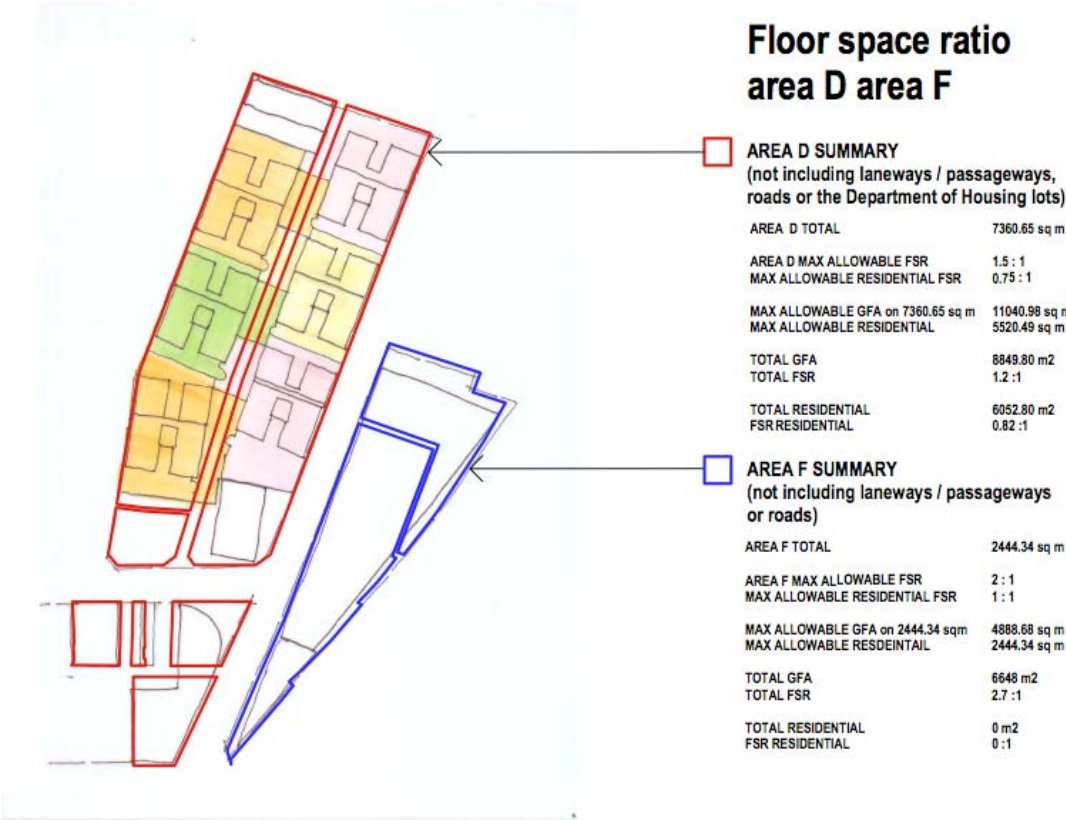 Floor space ratio
area D area F
AREA D SUMMARY
(not including laneways / passageways,
roads or the Department of Housing lots)
AREA D TOTAL 7360.65 sq m
AREA D MAX ALLOWABLE FSR 1.5 : 1
MAX ALLOWABLE RESIDENTIAL FSR 0.75 : 1
MAX ALLOWABLE GFA on 7360.65 sq m 11040.98 sq m
MAX ALLOWABLE RESIDENTIAL 5520.49 sq m
TOTAL GFA 8849.80 m2
TOTAL FSR 1.2 :1
TOTAL RESIDENTIAL 6052.80 m2
FSR RESIDENTIAL 0.82 :1
AREA F SUMMARY
(not including laneways / passageways
or roads)
AREA F TOTAL 2444.34 sq m
AREA F MAX ALLOWABLE FSR 2 : 1
MAX ALLOWABLE RESIDENTIAL FSR 1 : 1
MAX ALLOWABLE GFA on 2444.34 sqm 4888.68 sq m
MAX ALLOWABLE RESDEINTAIL 2444.34 sq m
TOTAL GFA 6648 m2
TOTAL FSR 2.7 :1
TOTAL RESIDENTIAL 0 m2
FSR RESIDENTIAL 0 :1